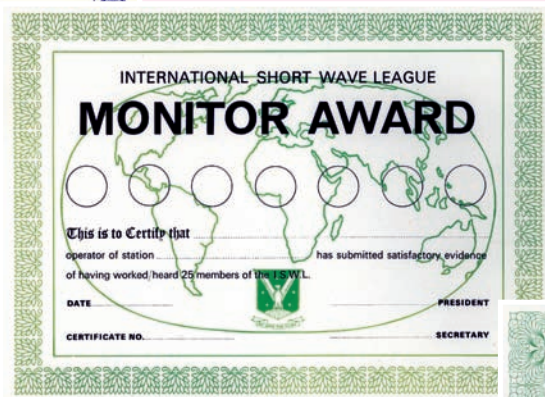 INTERNATIONAL SHORT WAVE LEAGUE
MONITOR AWARD
This is to Certify that
operator of station has submitted satisfactory evidence
of having worked/heard 25 members of the I.S.W.L.
DATE PRESIDENT
CERTIFICATE NO. SECRETARY